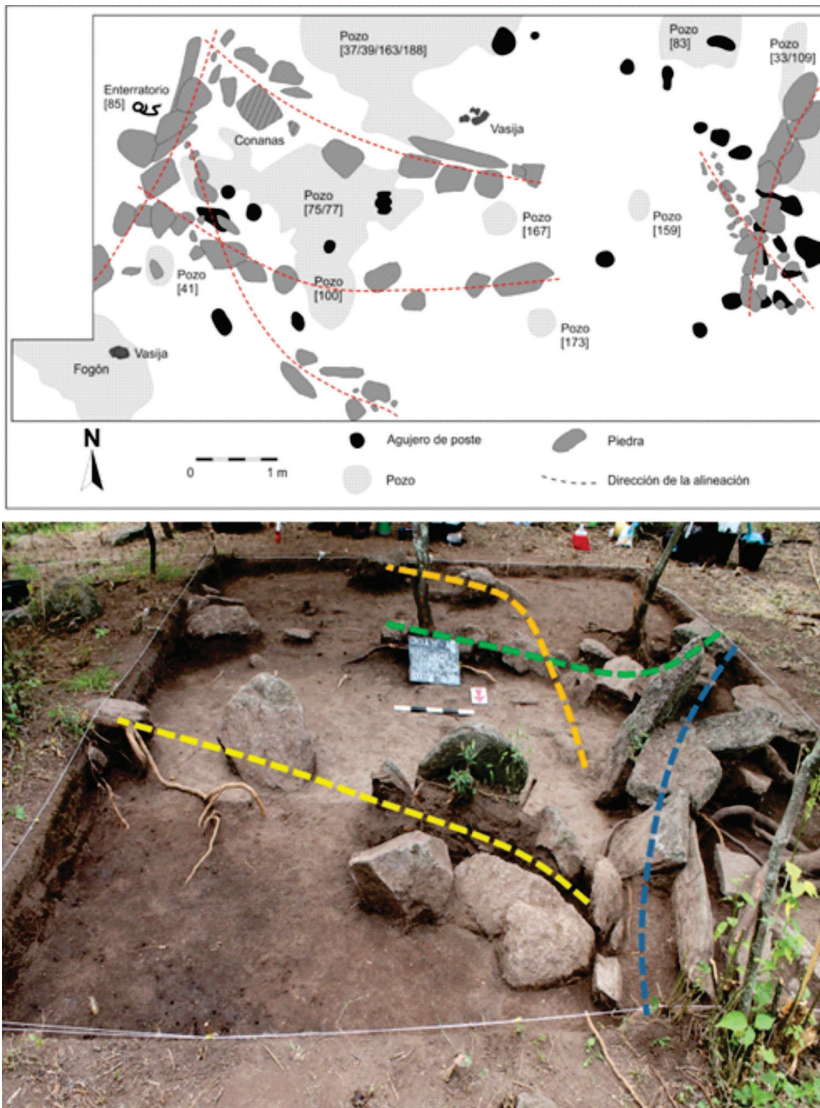 Pozo
[37/39/163/188]
Pozo
[83]
Pozo
[33/109]
Enterratorio
[85]
Conanas
Vasija
Pozo
[75/77]
Pozo
[167]
Pozo
[159]
Pozo
[41]
Pozo
[100]
Pozo
[173]
Vasija
Fogón
N
0
1 m
Agujero de poste
Piedra
Pozo
Dirección de la alineación